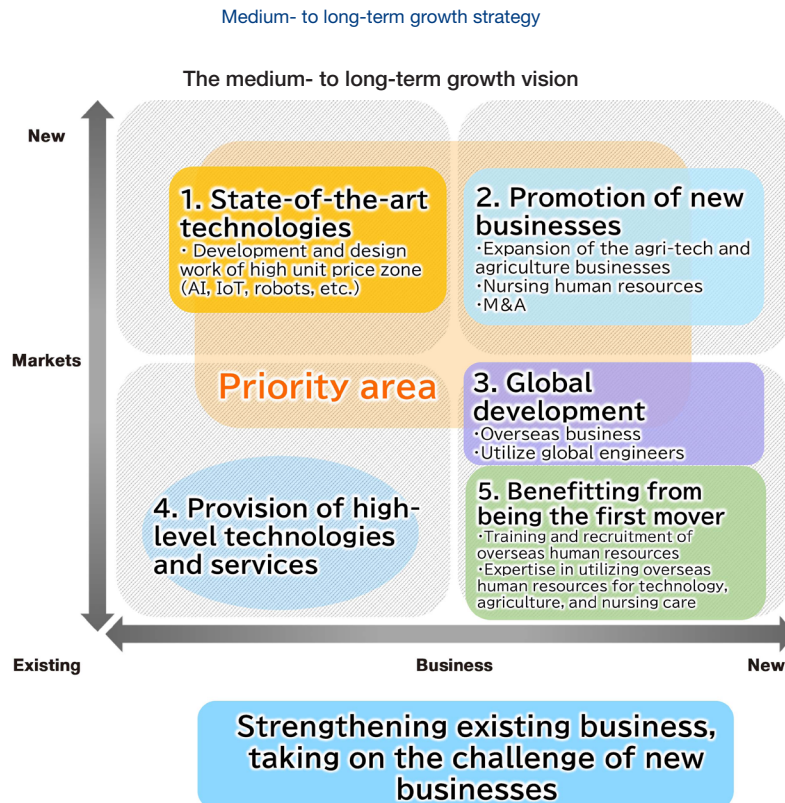 Medium- to long-term growth strategy
The medium- to long-term growth vision
New
1. State-of-the-art
technologies
・Development and design
work of high unit price zone
(AI, IoT, robots, etc.)
2. Promotion of new
businesses
・Expansion of the agri-tech and
agriculture businesses
・Nursing human resources
・M&A
Markets
Priority area
3. Global
development
・Overseas business
・Utilize global engineers
4. Provision of high-
level technologies
and services
5. Benefitting from
being the first mover
・Training and recruitment of
overseas human resources
・Expertise in utilizing overseas
human resources for technology,
agriculture, and nursing care
Existing
Business
New
Strengthening existing business,
taking on the challenge of new
businesses